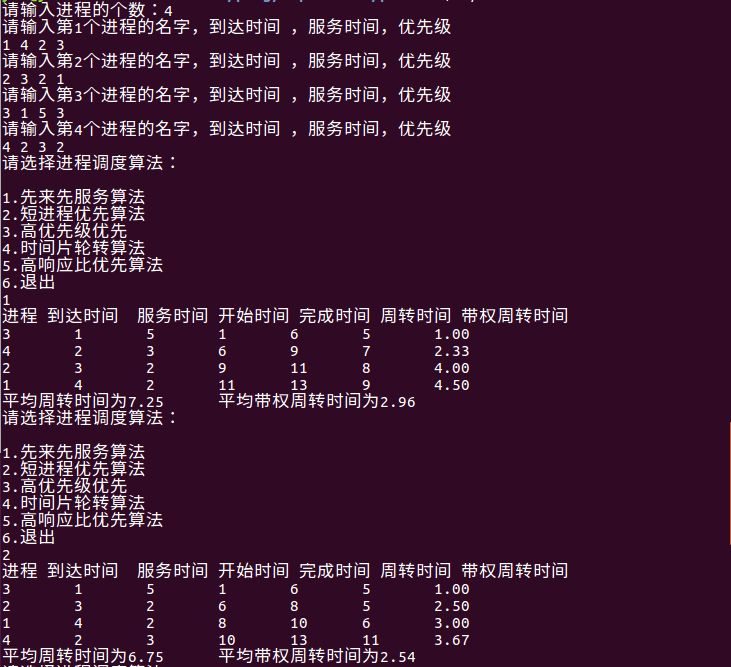 请输入进程的个数：4
请输入第1个进程的名字，到达时间 ，服务时间，优先级
1 4 2 3
请输入第2个进程的名字，到达时间 ，服务时间，优先级
2 3 2 1
请输入第3个进程的名字，到达时间 ，服务时间，优先级
3 1 5 3
请输入第4个进程的名字，到达时间 ，服务时间，优先级
4 2 3 2
请选择进程调度算法：
1.先来先服务算法
2.短进程优先算法
3.高优先级优先
4.时间片轮转算法
5.高响应比优先算法
6.退出
1
进程 到达时间 服务时间 开始时间 完成时间 周转时间 带权周转时间
3 1 5 1 6 5 1.00
4 2 3 6 9 7 2.33
2 3 2 9 11 8 4.00
1 4 2 11 13 9 4.50
平均周转时间为7.25 平均带权周转时间为2.96
请选择进程调度算法：
1.先来先服务算法
2.短进程优先算法
3.高优先级优先
4.时间片轮转算法
5.高响应比优先算法
6.退出
2
进程 到达时间 服务时间 开始时间 完成时间 周转时间 带权周转时间
3 1 5 1 6 5 1.00
2 3 2 6 8 5 2.50
1 4 2 8 10 6 3.00
4 2 3 10 13 11 3.67
平均周转时间为6.75 平均带权周转时间为2.54